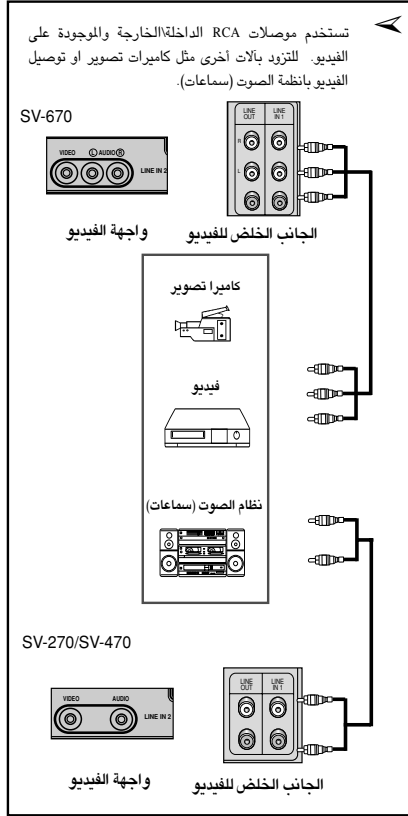 تستخدم موصلات RCA الداخلة\الخارجة والموجودة على
الفيديو. للتزود بآلات أخرى مثل كاميرات تصوير او توصيل
الفيديو بانظمة الصوت (سماعات).
SV-670
VIDEO L AUDIO R
LINE IN 2
LINE OUT
LINE IN 1
R
L
واجهة الفيديو
الجانب الخلض للفيديو
كاميرا تصوير
فيديو
نظام الصوت (سماعات)
SV-270/SV-470
VIDEO AUDIO
LINE IN 2
LINE OUT
LINE IN 1
واجهة الفيديو
الجانب الخلض للفيديو